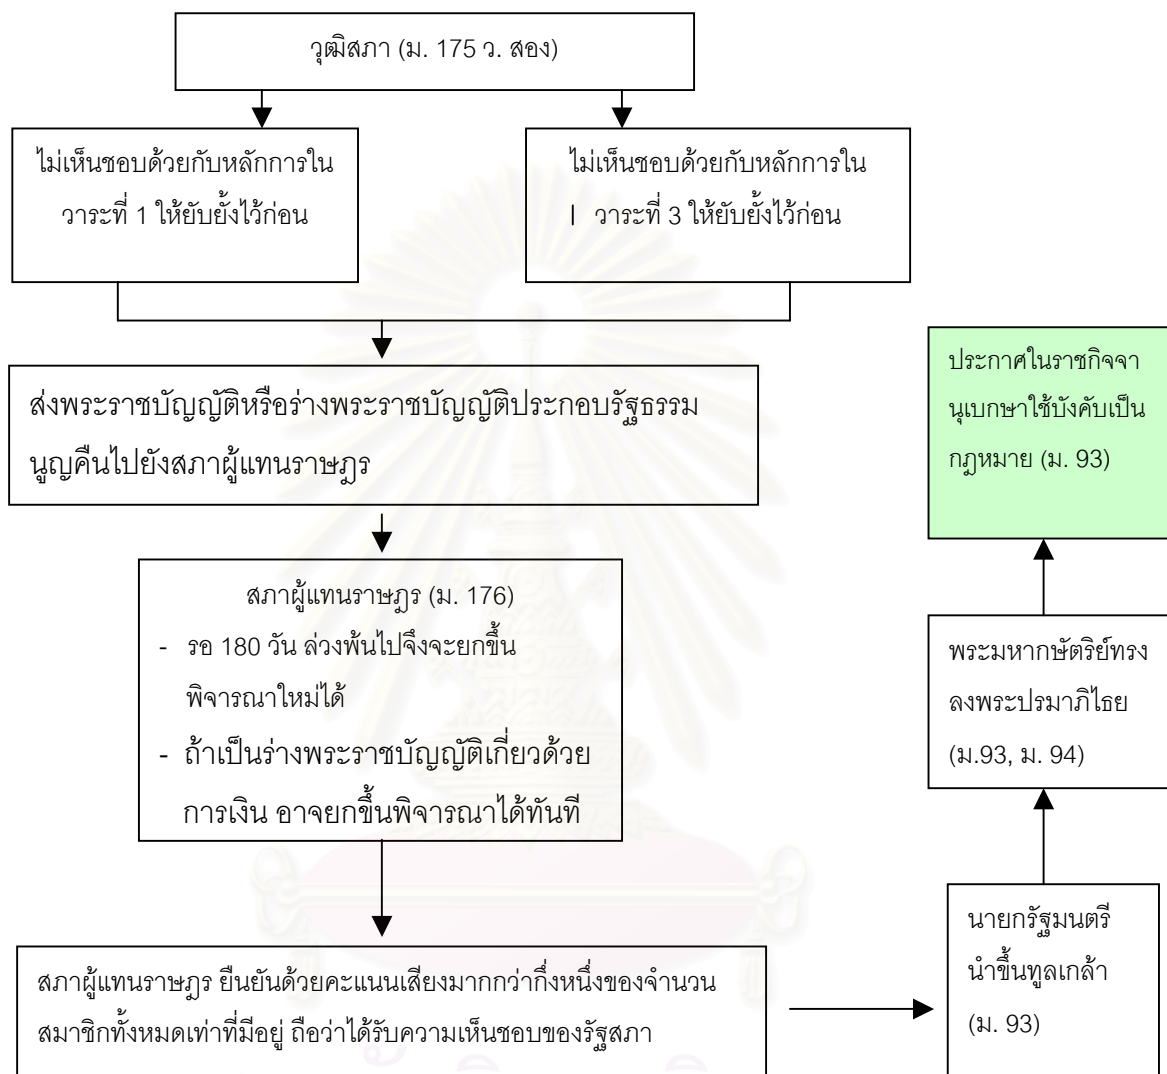 วุฒิสภา (ม. 175 ว. สอง)
ไม่เห็นชอบด้วยกับหลักการใน
วาระที่ 1 ให้ยับยั้งไว้ก่อน
ไม่เห็นชอบด้วยกับหลักการใน
วาระที่ 3 ให้ยับยั้งไว้ก่อน
ส่งพระราชบัญญัติหรือร่างพระราชบัญญัติประกอบรัฐธรรม
นูญคืนไปยังสภาผู้แทนราษฎร
สภาผู้แทนราษฎร (ม. 176)
- รอ 180 วัน ล่วงพ้นไปจึงจะยกขึ้น
พิจารณาใหม่ได้
- ถ้าเป็นร่างพระราชบัญญัติเกี่ยวด้วย
การเงิน อาจยกขึ้นพิจารณาได้ทันที
สภาผู้แทนราษฎร ยืนยันด้วยคะแนนเสียงมากกว่ากึ่งหนึ่งของจำนวน
สมาชิกทั้งหมดเท่าที่มีอยู่ ถือว่าได้รับความเห็นชอบของรัฐสภา
นายกรัฐมนตรี
นำขึ้นทูลเกล้า
(ม. 93)
พระมหากษัตริย์ทรง
ลงพระปรมาภิไธย
(ม.93, ม. 94)
ประกาศในราชกิจจา
นุเบกษาใช้บังคับเป็น
กฎหมาย (ม. 93)